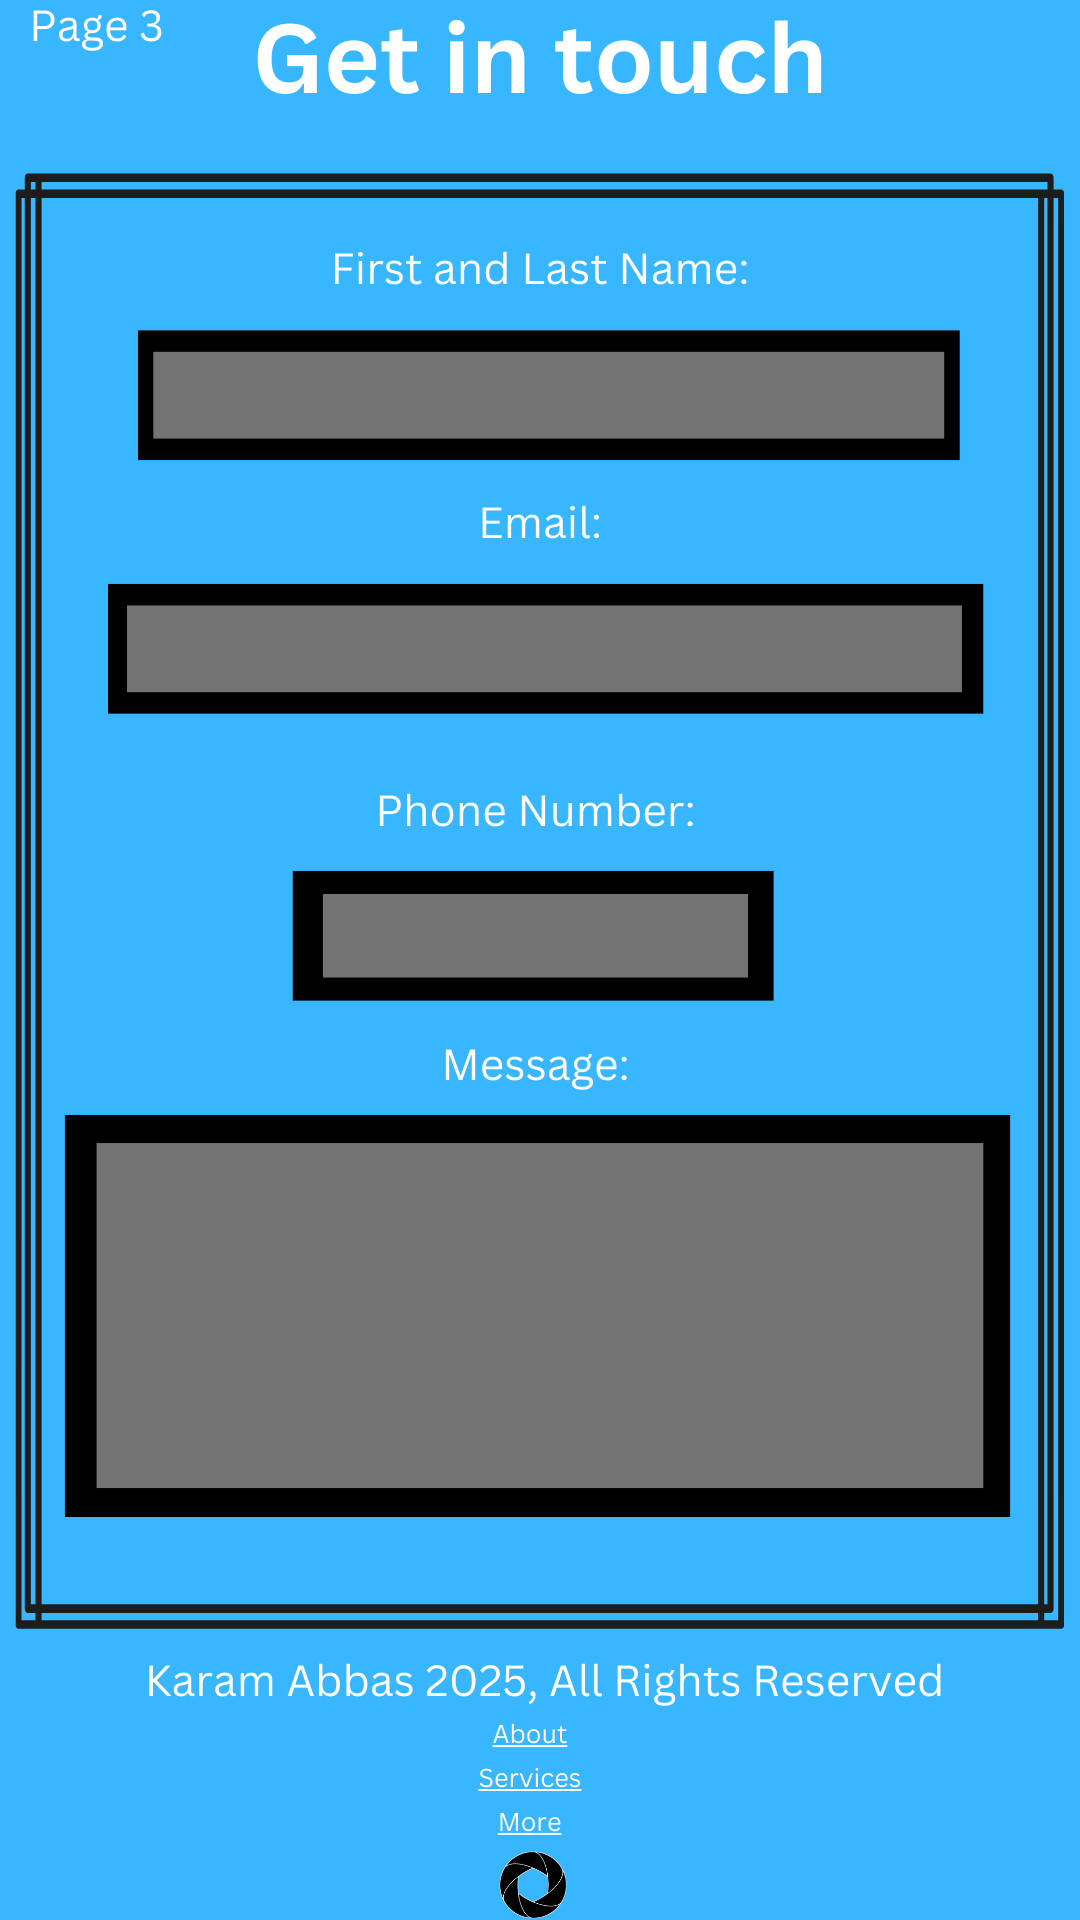 Page 3
Get in touch
First and Last Name:
Email:
Phone Number:
Message:
Karam Abbas 2025, All Rights Reserved
About
Services
More